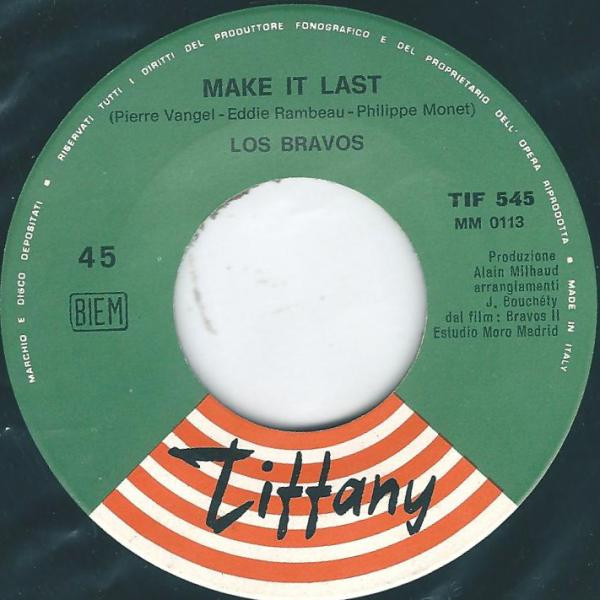 MARCHIO E DISCO DEPOSITATI ▪ RISERVATI TUTTI I DIRITTI DEL PRODUTTORE FONOGRAFICO E DEL PROPRIETARIO DELL'OPERA RIPRODOTTA ▪ MADE IN ITALY
MAKE IT LAST
(Pierre Vangel - Eddie Rambeau - Philippe Monet)
LOS BRAVOS
TIF 545
MM 0113
45
BIEM
Produzione
Alain Milhaud
arrangiamenti
J. Bouchéty
dal film : Bravos II
Estudio Moro Madrid
Tiffany